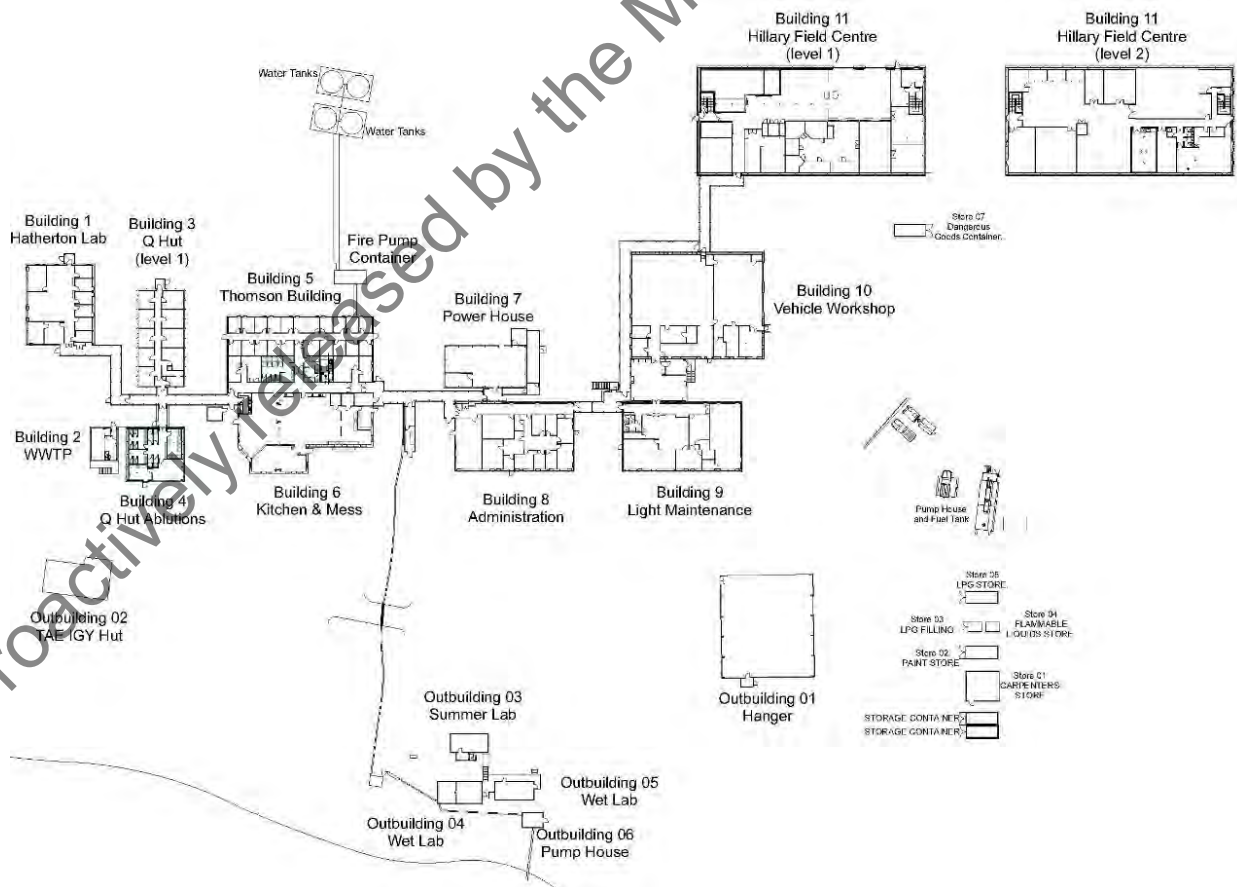 Building 11
Hillary Field Centre
(level 1)
Building 11
Hillary Field Centre
(level 2)
Water Tanks
Water Tanks
Building 1
Hatherton Lab
Building 3
Q Hut
(level 1)
Fire Pump
Container
Building 5
Thomson Building
Building 7
Power House
Store 07
Dangerous
Goods Container
Building 10
Vehicle Workshop
Building 2
WWTP
Building 4
Q Hut Ablutions
Building 6
Kitchen & Mess
Building 8
Administration
Building 9
Light Maintenance
Pump House
and Fuel Tank
Outbuilding 02
TAE-IGY Hut
Store 05
LPG STORE
Store 03
LPG FILLING
Store 04
FLAMMABLE
LIQUIDS STORE
Store 02
PAINT STORE
Store 01
CARPENTERS
STORE
STORAGE CONTAINER
STORAGE CONTAINER
Outbuilding 01
Hanger
Outbuilding 03
Summer Lab
Outbuilding 05
Wet Lab
Outbuilding 04
Wet Lab
Outbuilding 06
Pump House
roactively released by the M